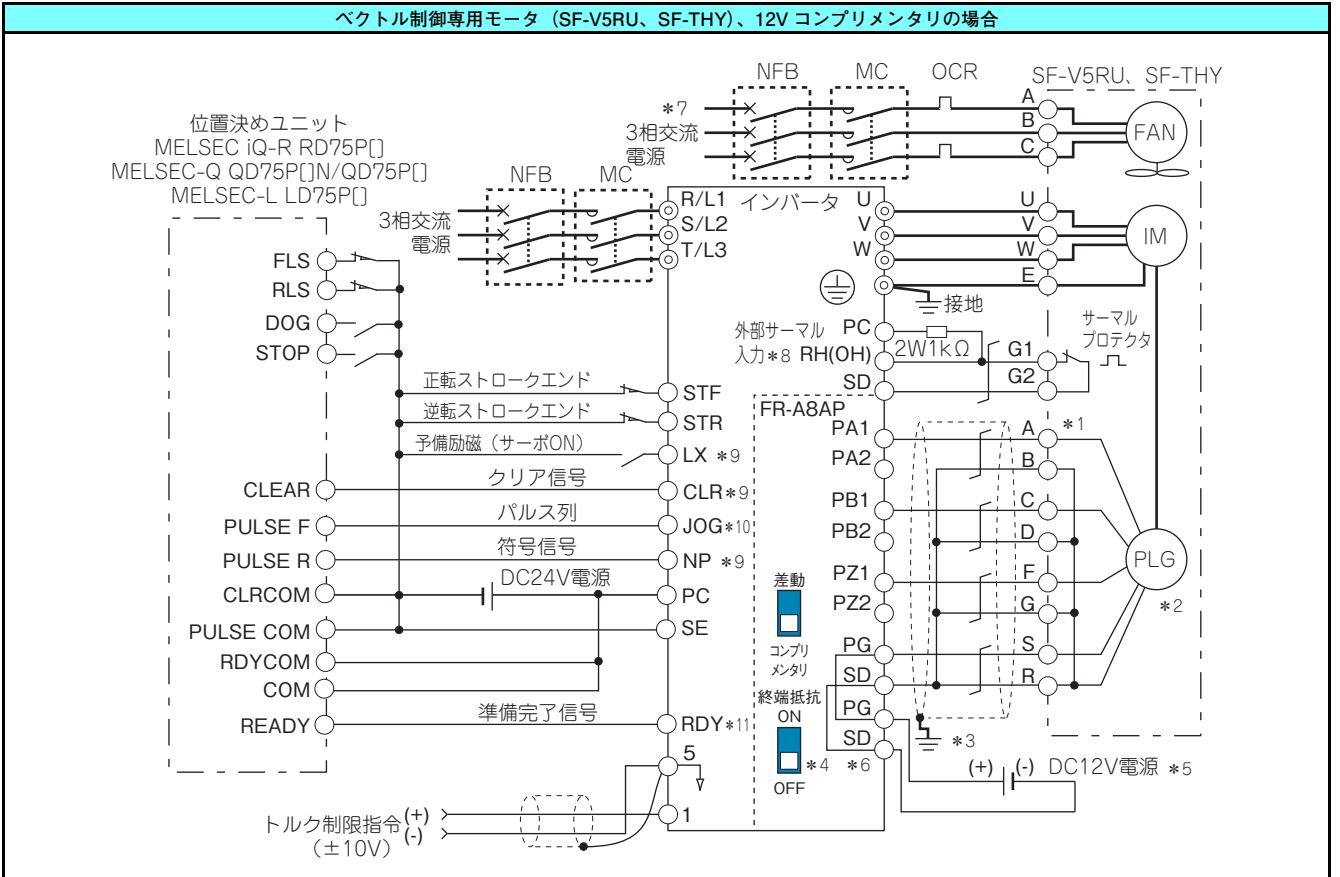 ベクトル制御専用モータ（SF-V5RU、SF-THY）、12V コンプリメンタリの場合
NFB
MC
OCR
SF-V5RU、SF-THY
*7
3相交流
電源
A
B
C
FAN
位置決めユニット
MELSEC iQ-R RD75P[]
MELSEC-Q QD75P[]N/QD75P[]
MELSEC-L LD75P[]
NFB
MC
3相交流
電源
R/L1
S/L2
T/L3
インバータ
U
V
W
U
V
W
E
IM
接地
FLS
RLS
DOG
STOP
外部サーマル
入力*8
PC
RH(OH)
SD
2W1kΩ
G1
G2
サーマル
プロテクタ
正転ストロークエンド
STF
逆転ストロークエンド
STR
予備励磁（サーボON）
LX *9
CLEAR
クリア信号
CLR*9
PULSE F
パルス列
JOG*10
PULSE R
符号信号
NP *9
CLRCOM
DC24V電源
PC
PULSE COM
SE
RDYCOM
COM
READY
準備完了信号
RDY*11
5
1
トルク制限指令
（±10V）
(+)
(-)
FR-A8AP
PA1
PA2
PB1
PB2
PZ1
PZ2
PG
SD
PG
SD
差動
コンプリ
メンタリ
終端抵抗
ON
OFF
*4
*6
*3
A
B
C
D
F
G
S
R
*1
PLG
*2
(+)
(-)
DC12V電源 *5